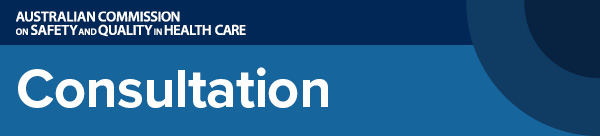 AUSTRALIAN COMMISSION
ON SAFETY AND QUALITY IN HEALTH CARE
Consultation